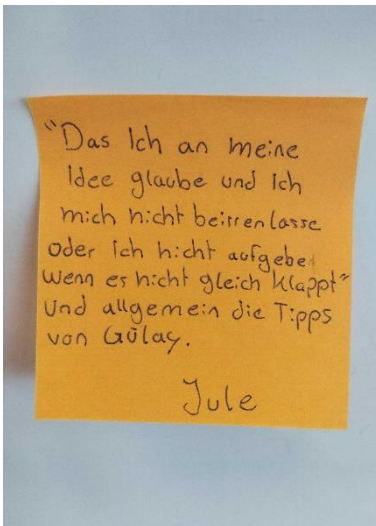 "Das Ich an meine
Idee glaube und Ich
mich nicht beirrenlasse
oder Ich nicht aufgebe,
wenn es nicht gleich klappt"
Und allgemein die Tipps
von Gülay.
Jule